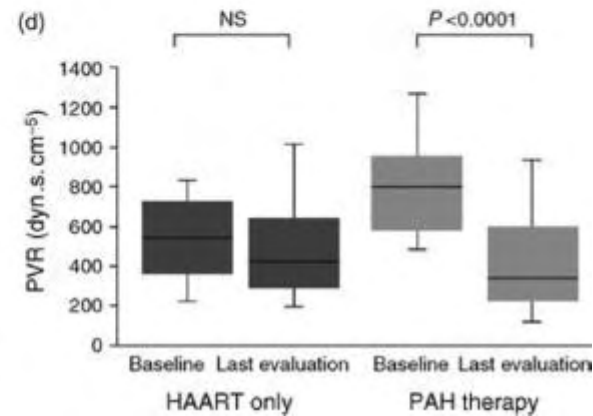 (d)
NS
P<0.0001
PVR (dyn.s.cm⁻⁵)
1400
1200
1000
800
600
400
200
0
Baseline Last evaluation Baseline Last evaluation
HAART only PAH therapy